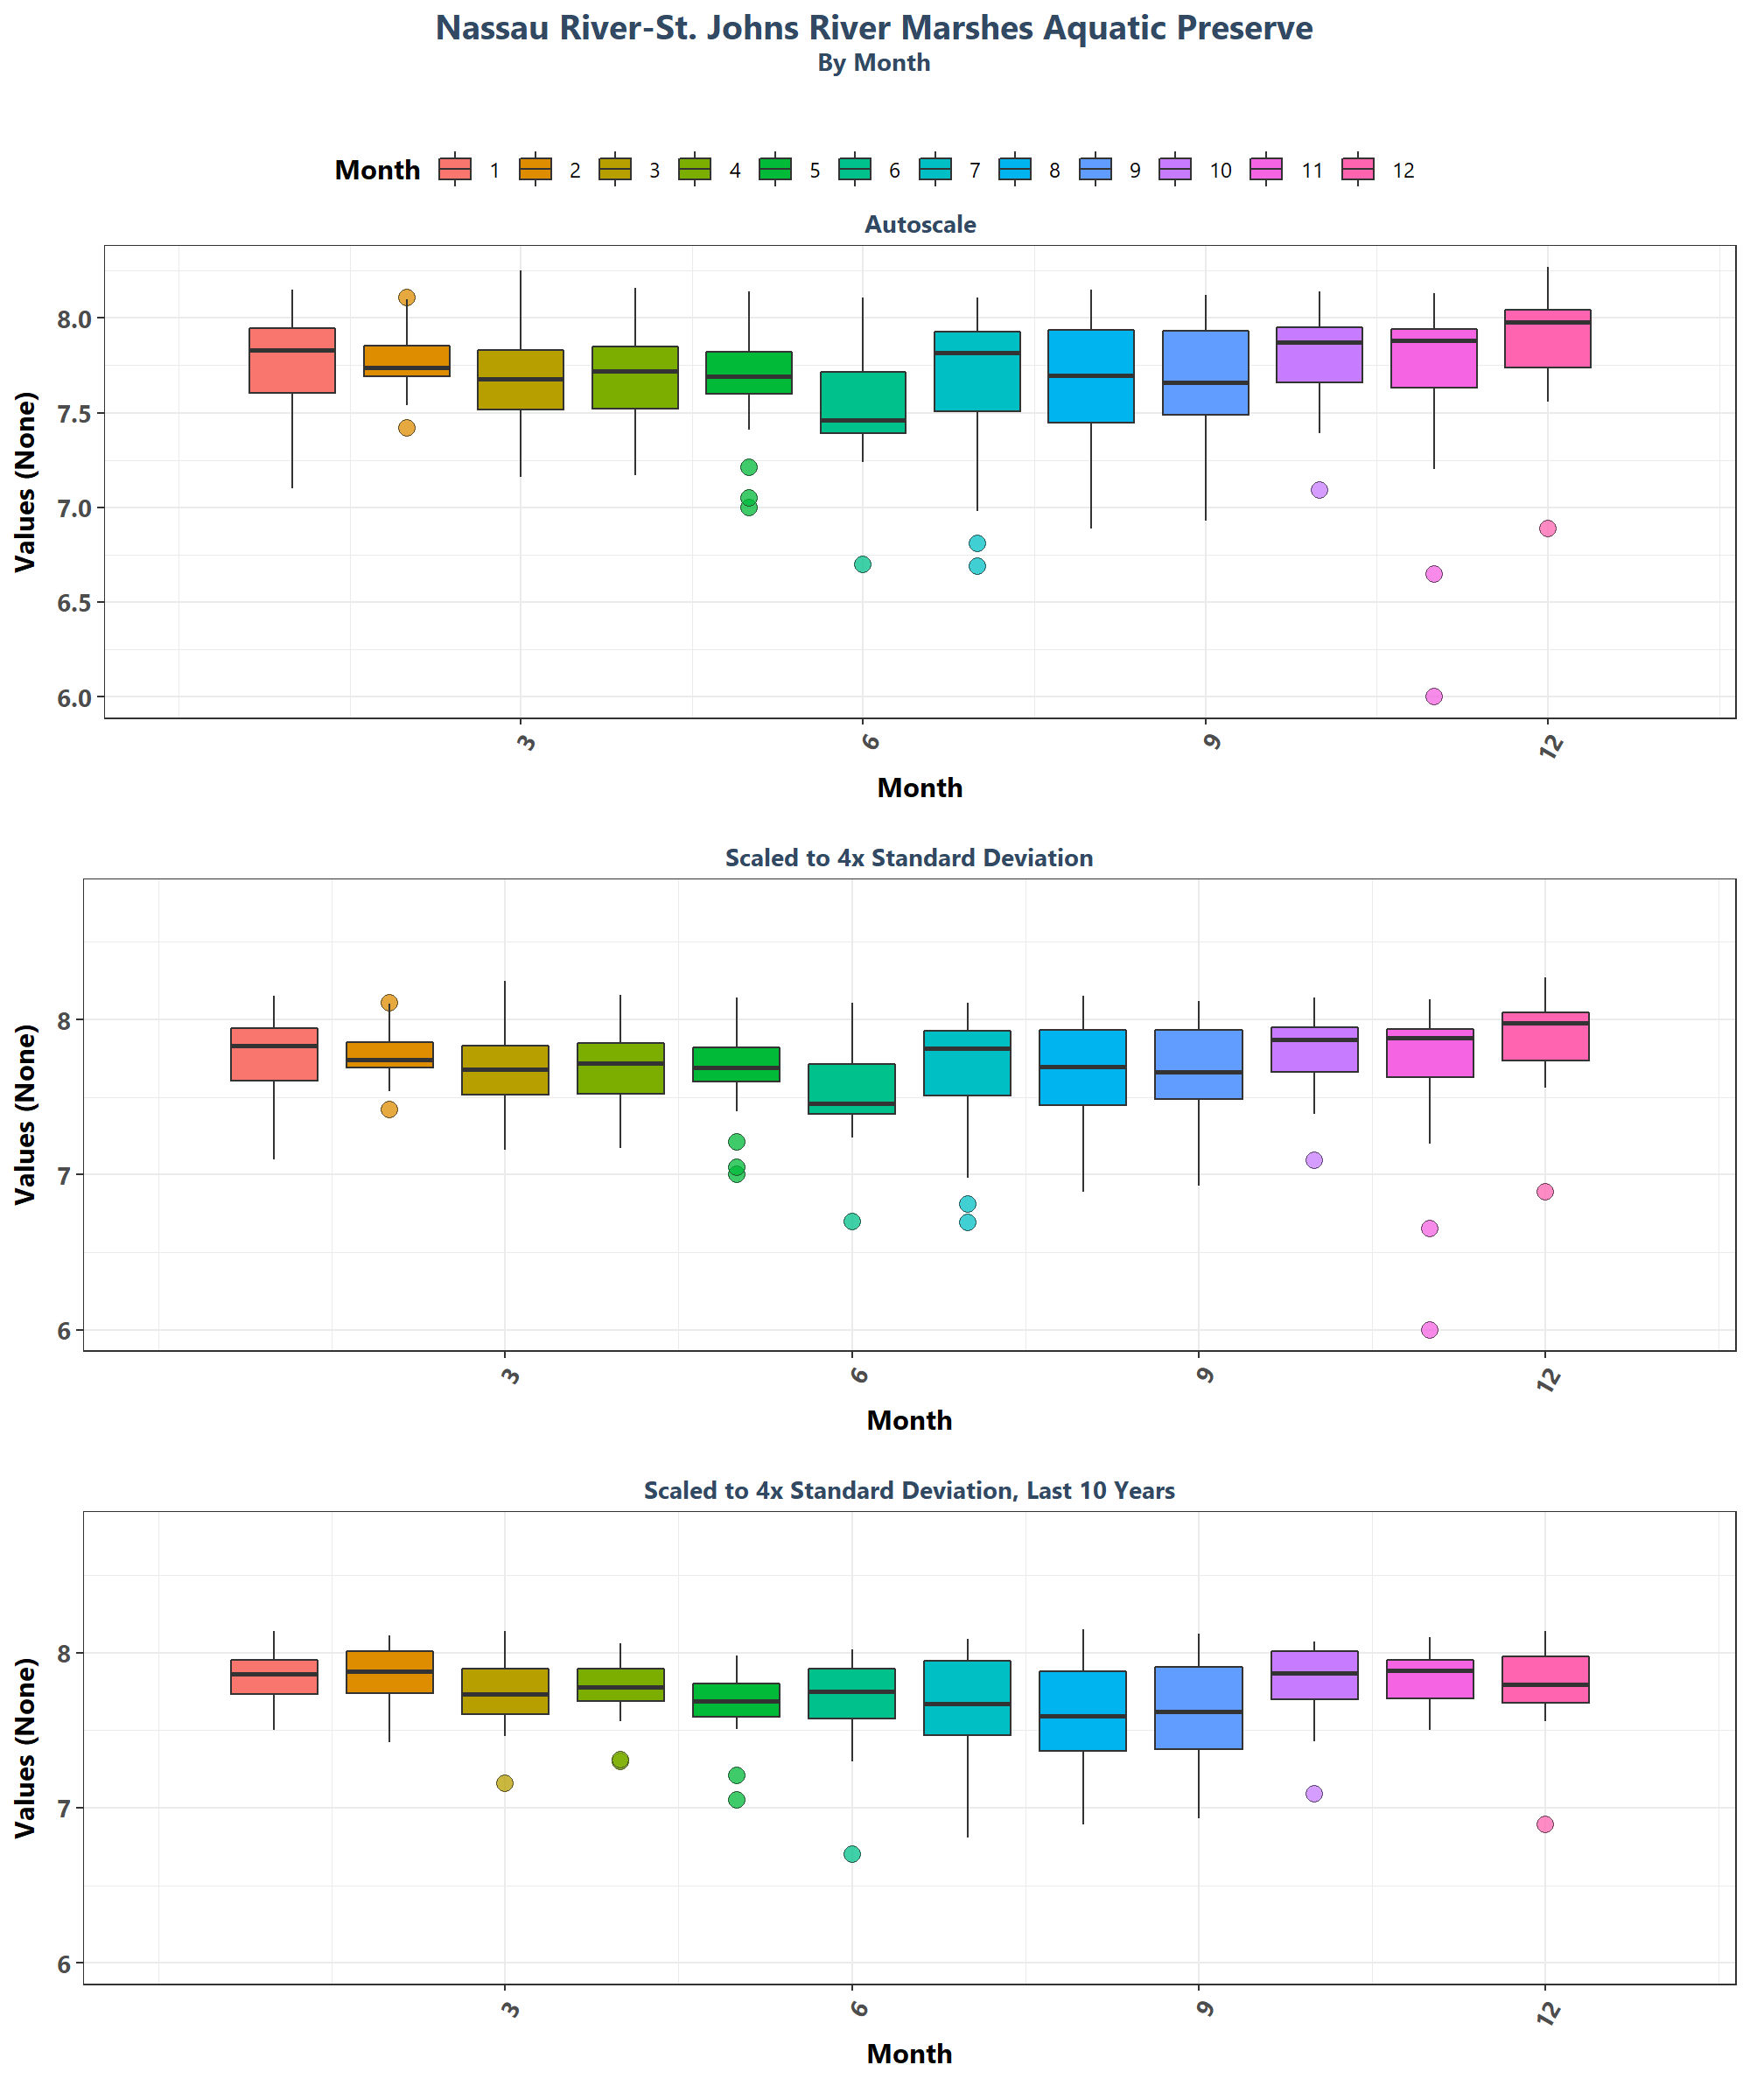 Nassau River-St. Johns River Marshes Aquatic Preserve
By Month
Month 1 2 3 4 5 6 7 8 9 10 11 12
Autoscale
Values (None)
8.0
7.5
7.0
6.5
6.0
3 6 9 12
Month
Scaled to 4x Standard Deviation
Values (None)
8
7
6
3 6 9 12
Month
Scaled to 4x Standard Deviation, Last 10 Years
Values (None)
8
7
6
3 6 9 12
Month